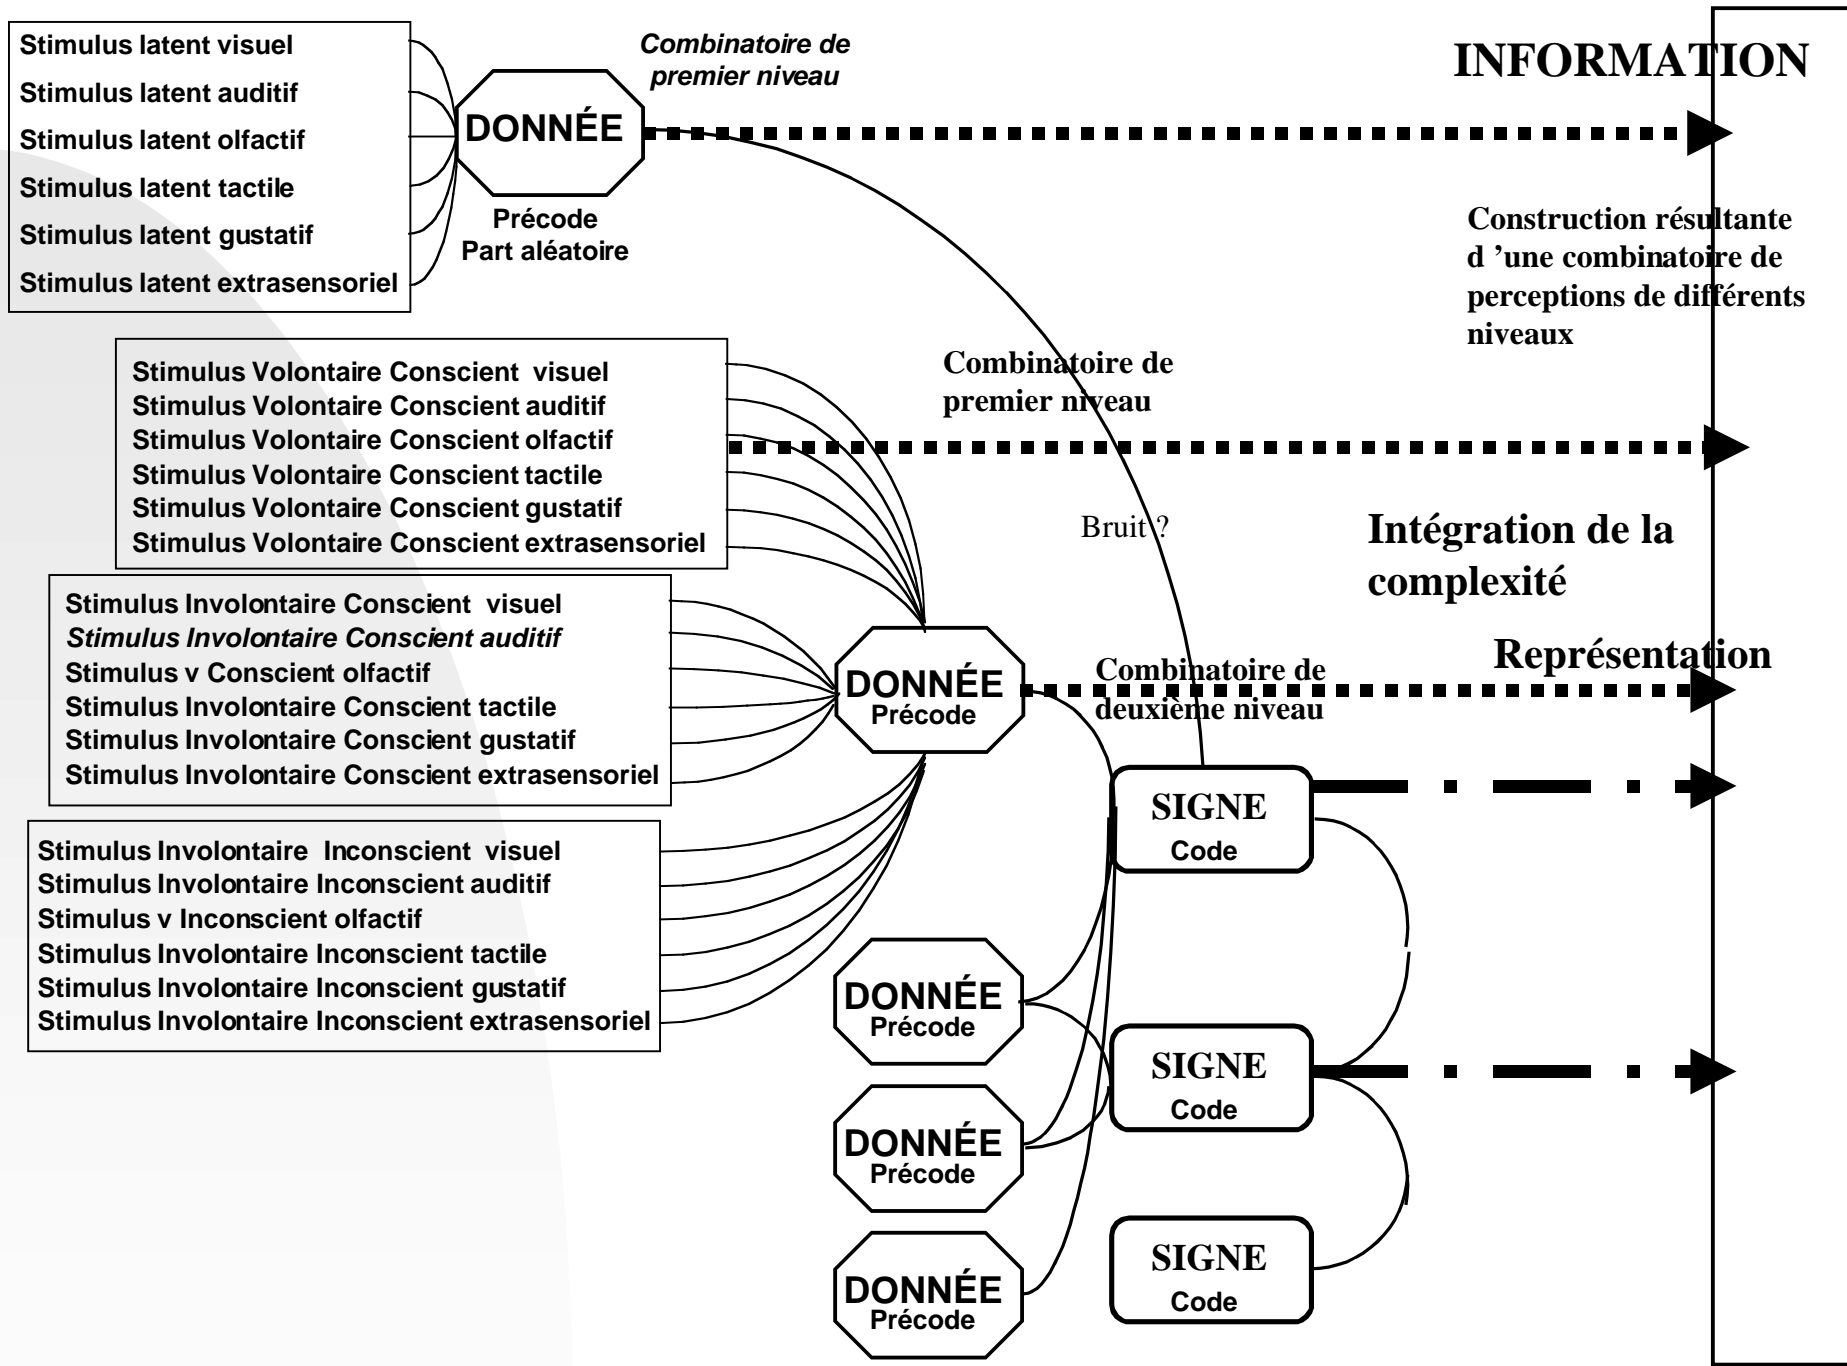 Stimulus latent visuel
Stimulus latent auditif
Stimulus latent olfactif
Stimulus latent tactile
Stimulus latent gustatif
Stimulus latent extrasensoriel
DONNÉE
Précode
Part aléatoire
Combinatoire de
premier niveau
INFORMATION
Construction résultante
d ’une combinatoire de
perceptions de différents
niveaux
Stimulus Volontaire Conscient visuel
Stimulus Volontaire Conscient auditif
Stimulus Volontaire Conscient olfactif
Stimulus Volontaire Conscient tactile
Stimulus Volontaire Conscient gustatif
Stimulus Volontaire Conscient extrasensoriel
Combinatoire de
premier niveau
Bruit ?
Intégration de la
complexité
Représentation
Stimulus Involontaire Conscient visuel
Stimulus Involontaire Conscient auditif
Stimulus v Conscient olfactif
Stimulus Involontaire Conscient tactile
Stimulus Involontaire Conscient gustatif
Stimulus Involontaire Conscient extrasensoriel
DONNÉE
Précode
Combinatoire de
deuxième niveau
Stimulus Involontaire Inconscient visuel
Stimulus Involontaire Inconscient auditif
Stimulus v Inconscient olfactif
Stimulus Involontaire Inconscient tactile
Stimulus Involontaire Inconscient gustatif
Stimulus Involontaire Inconscient extrasensoriel
SIGNE
Code
DONNÉE
Précode
SIGNE
Code
DONNÉE
Précode
SIGNE
Code
DONNÉE
Précode